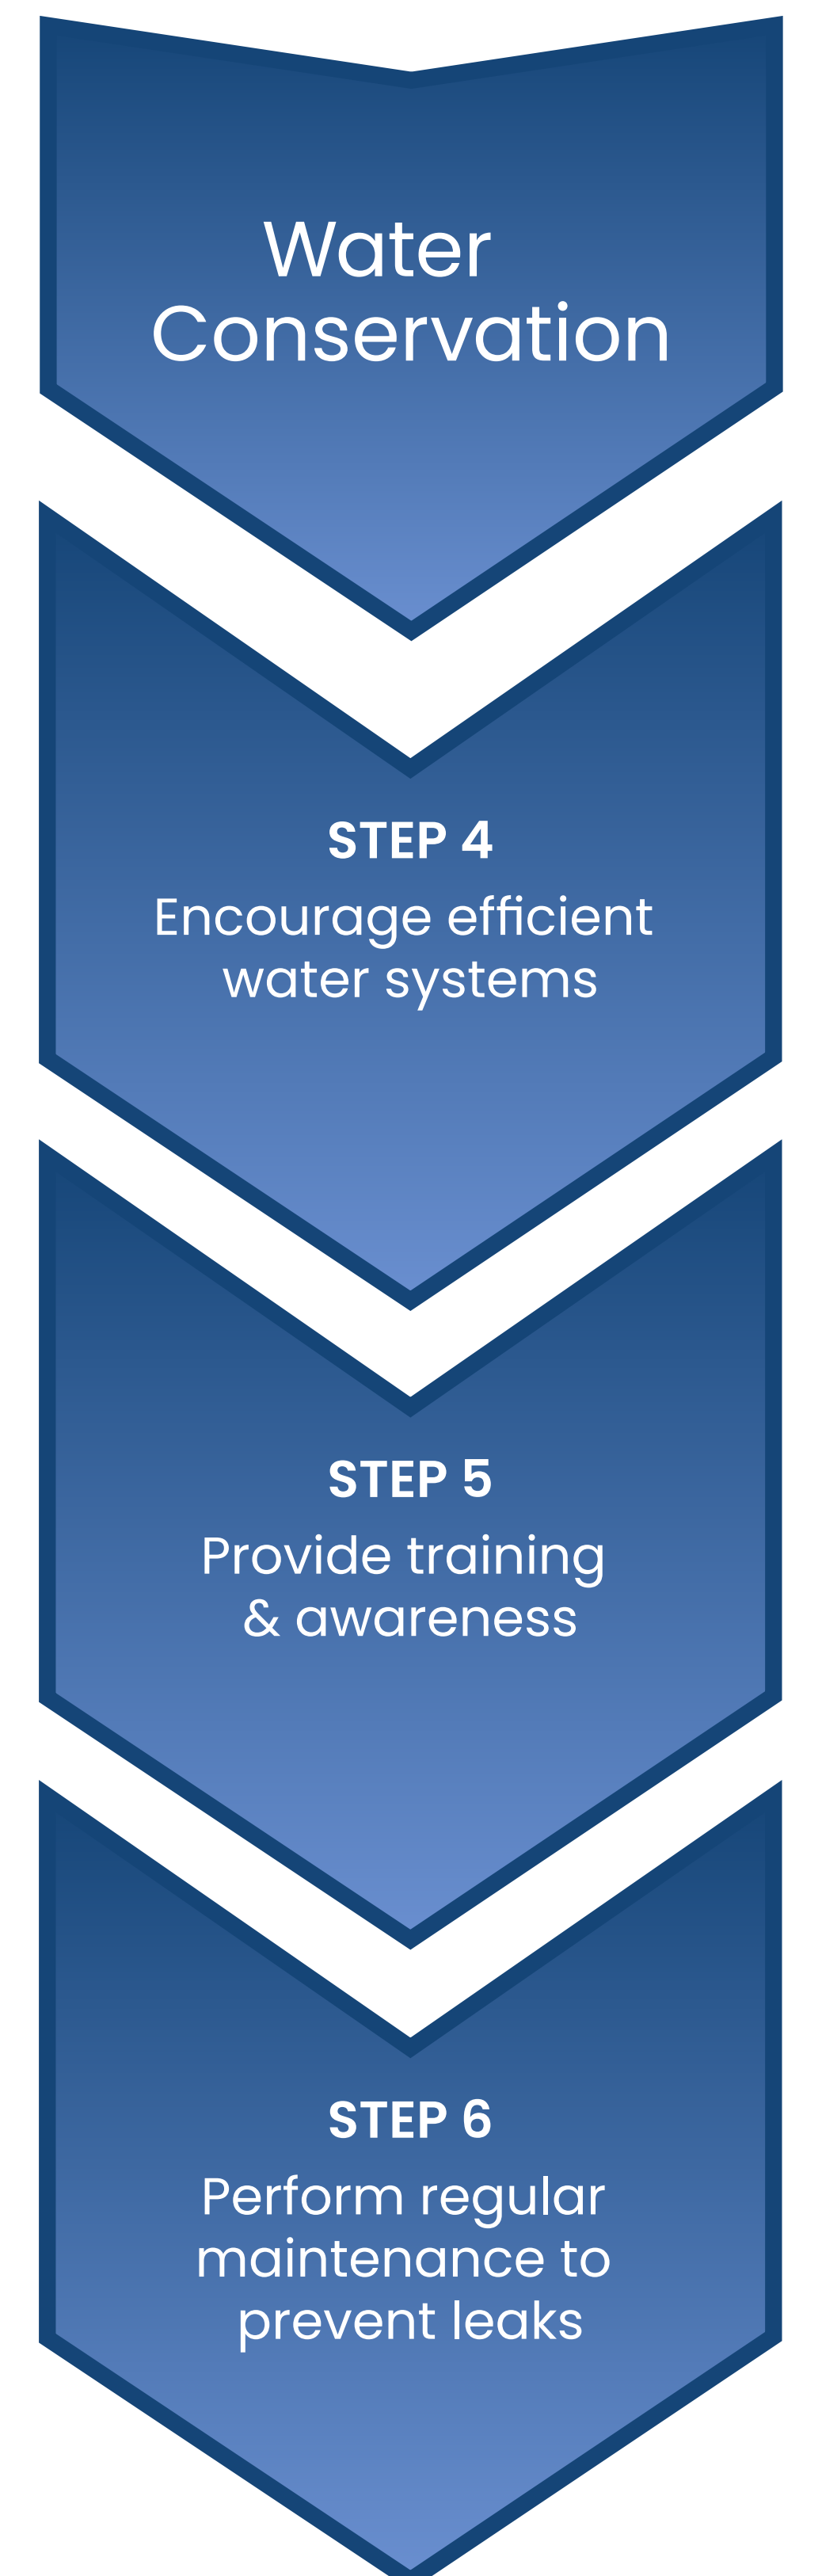 Water
Conservation
STEP 4
Encourage efficient
water systems
STEP 5
Provide training
& awareness
STEP 6
Perform regular
maintenance to
prevent leaks